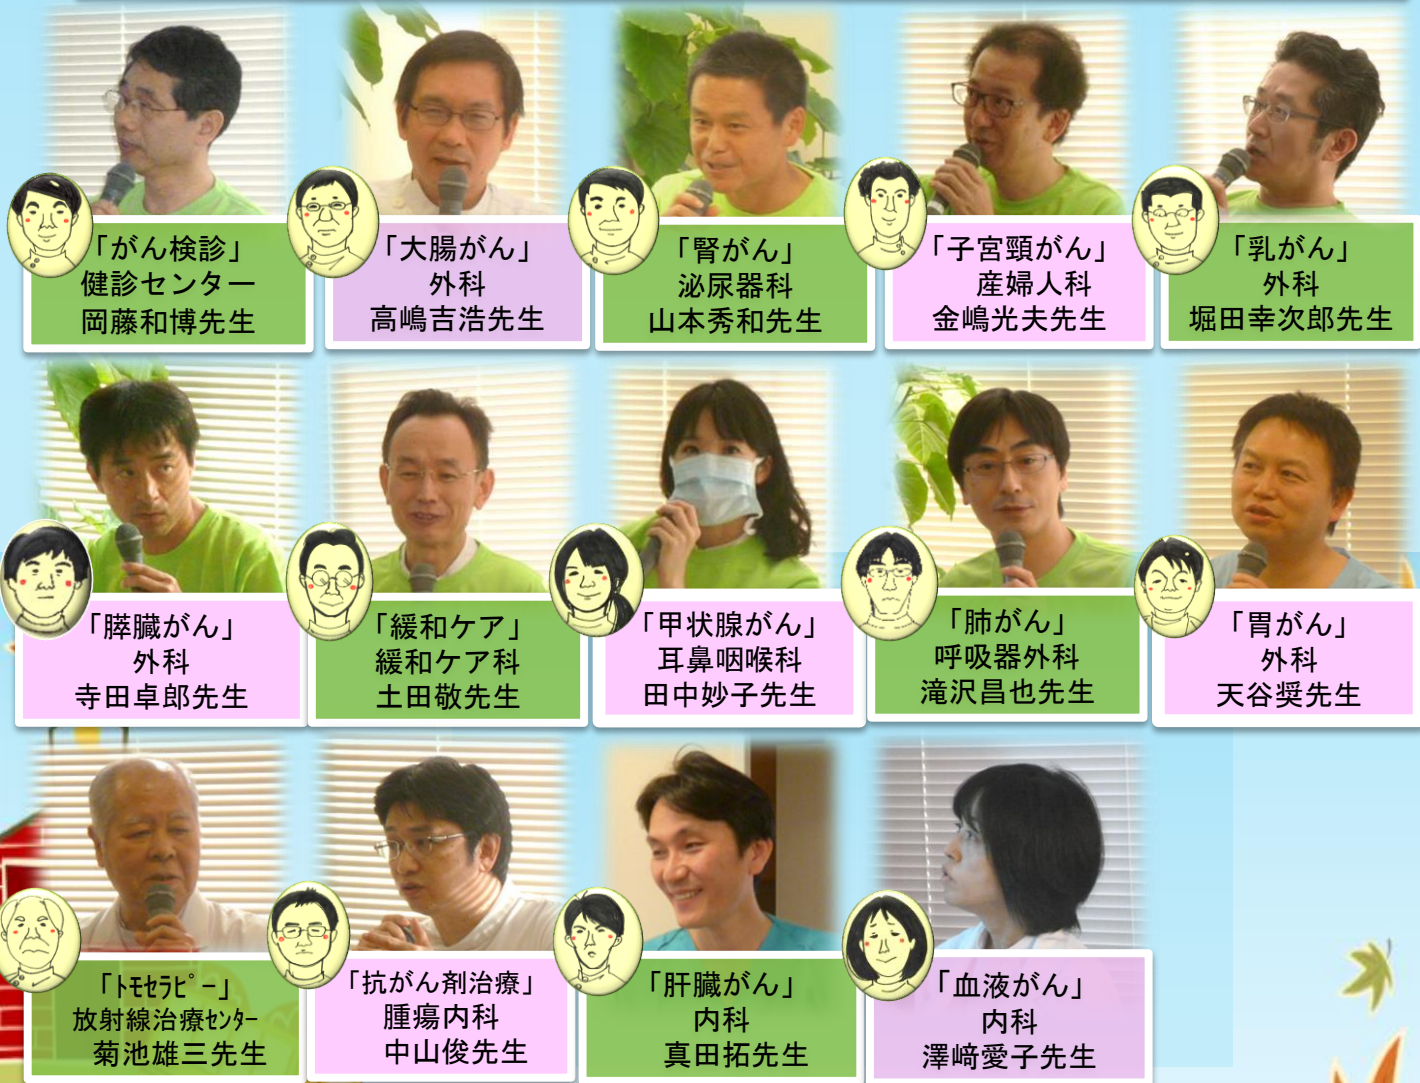 「がん検診」
健診センター
岡藤和博先生
「大腸がん」
外科
高嶋吉浩先生
「腎がん」
泌尿器科
山本秀和先生
「子宮頸がん」
産婦人科
金嶋光夫先生
「乳がん」
外科
堀田幸次郎先生
「膵臓がん」
外科
寺田卓郎先生
「緩和ケア」
緩和ケア科
土田敬先生
「甲状腺がん」
耳鼻咽喉科
田中妙子先生
「肺がん」
呼吸器外科
滝沢昌也先生
「胃がん」
外科
天谷奨先生
「ﾄﾓｾﾗﾋﾟｰ」
放射線治療ｾﾝﾀｰ
菊池雄三先生
「抗がん剤治療」
腫瘍内科
中山俊先生
「肝臓がん」
内科
真田拓先生
「血液がん」
内科
澤﨑愛子先生